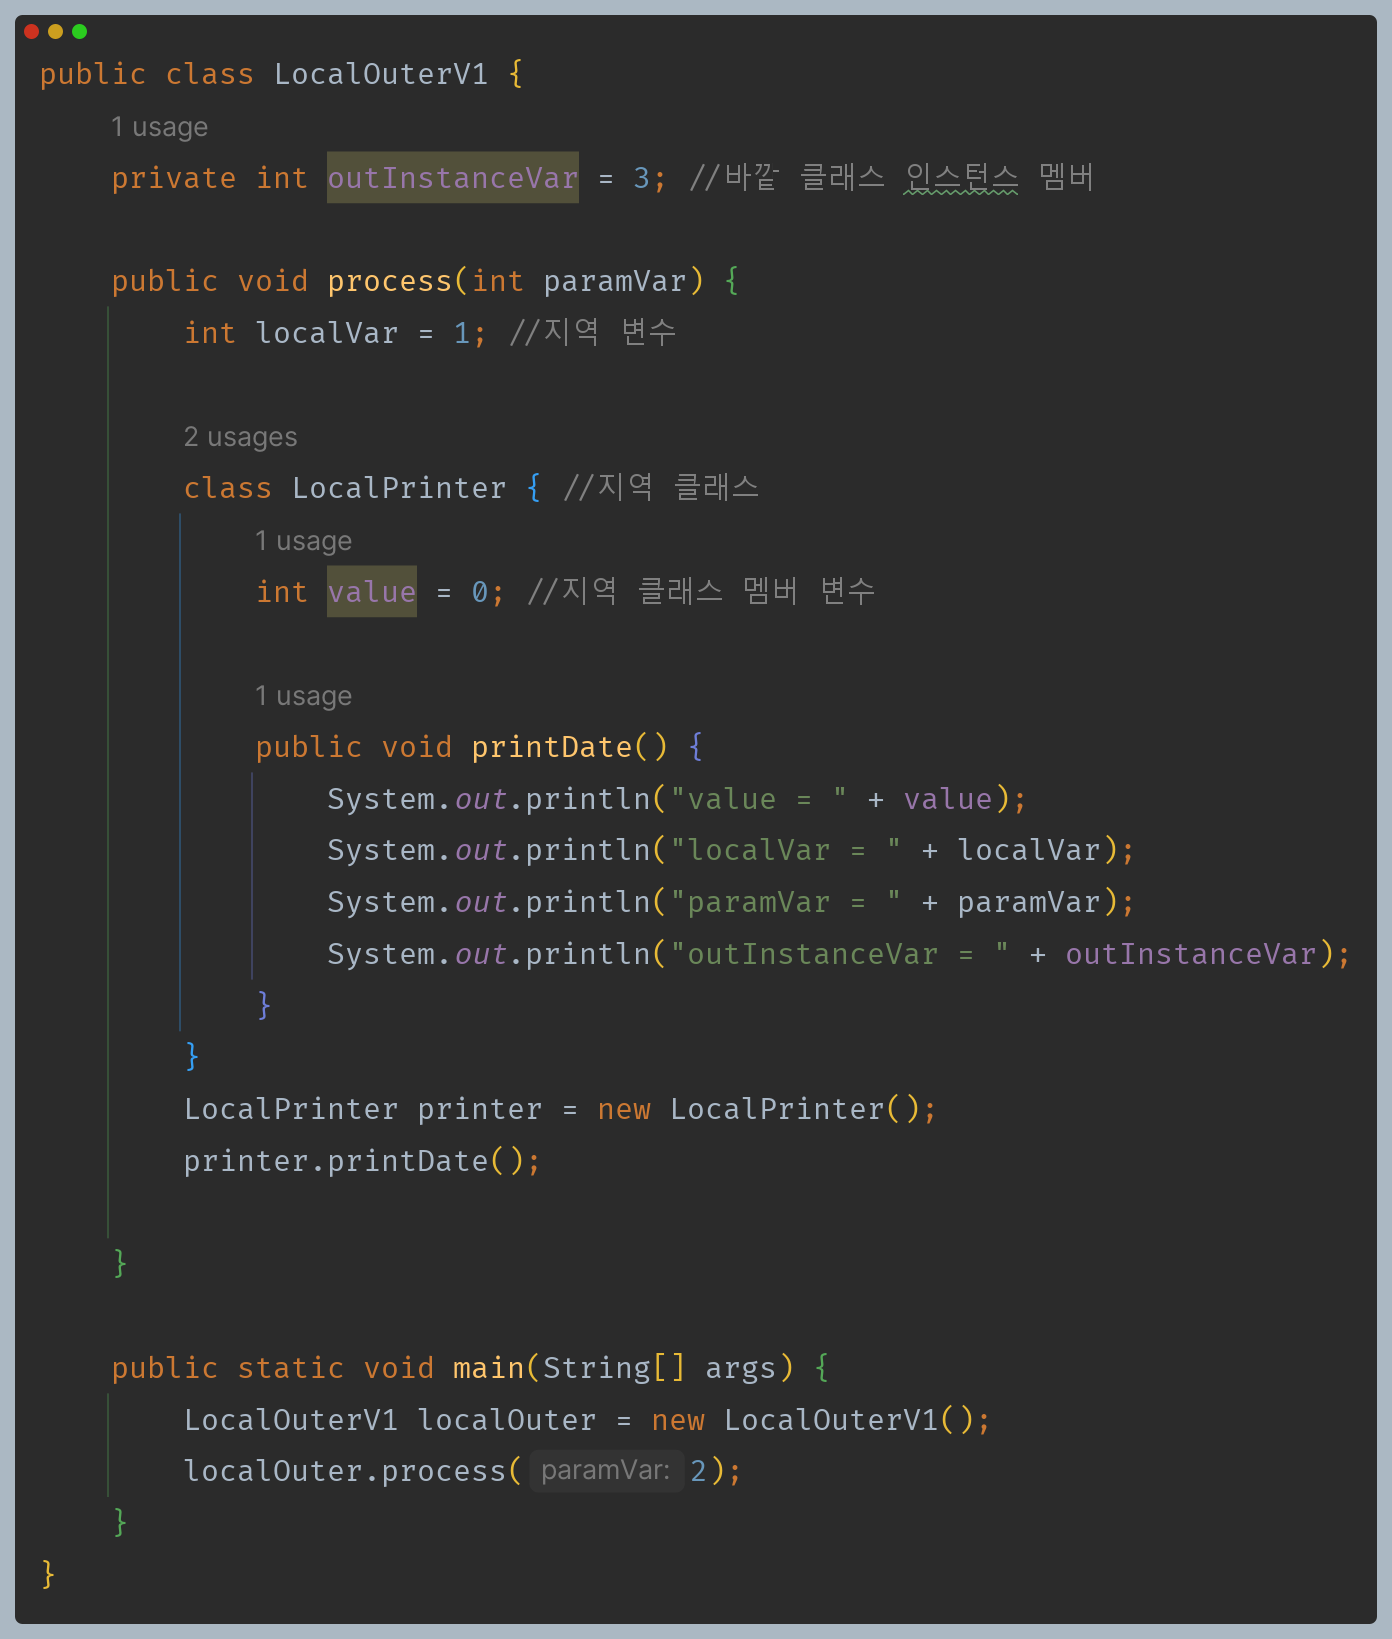 public class LocalOuterV1 {
1 usage
private int outInstanceVar = 3; //바깥 클래스 인스턴스 멤버
public void process(int paramVar) {
int localVar = 1; //지역 변수
2 usages
class LocalPrinter { //지역 클래스
1 usage
int value = 0; //지역 클래스 멤버 변수
1 usage
public void printDate() {
System.out.println("value = " + value);
System.out.println("localVar = " + localVar);
System.out.println("paramVar = " + paramVar);
System.out.println("outInstanceVar = " + outInstanceVar);
}
}
LocalPrinter printer = new LocalPrinter();
printer.printDate();
}
public static void main(String[] args) {
LocalOuterV1 localOuter = new LocalOuterV1();
localOuter.process( paramVar: 2);
}
}